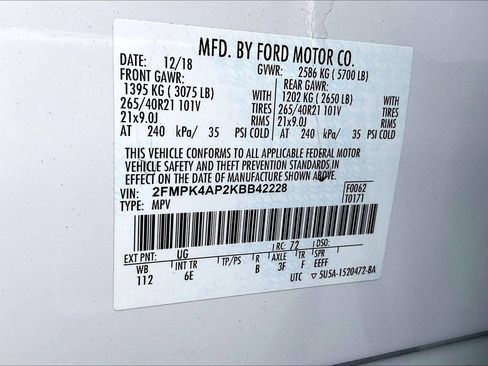 MFD. BY FORD MOTOR CO.
DATE: 12/18 GVWR: 2586 KG ( 5700 LB)
FRONT GAWR: REAR GAWR:
1395 KG ( 3075 LB) WITH 1202 KG ( 2650 LB) WITH
265/40R21 101V TIRES 265/40R21 101V TIRES
21x9.0J RIMS 21x9.0J RIMS
AT 240 kPa/ 35 PSI COLD AT 240 kPa/ 35 PSI COLD
THIS VEHICLE CONFORMS TO ALL APPLICABLE FEDERAL MOTOR
VEHICLE SAFETY AND THEFT PREVENTION STANDARDS IN
EFFECT ON THE DATE OF MANUFACTURE SHOWN ABOVE.
VIN: 2FMPK4AP2KBB42228 F0062
TYPE: MPV T0171
EXT PNT: UG RC: 72 DSO:
WB INT TR TP/PS R AXLE TR SPR
112 6E B 3F F EEFF
UTC 5U5A-1520472-BA